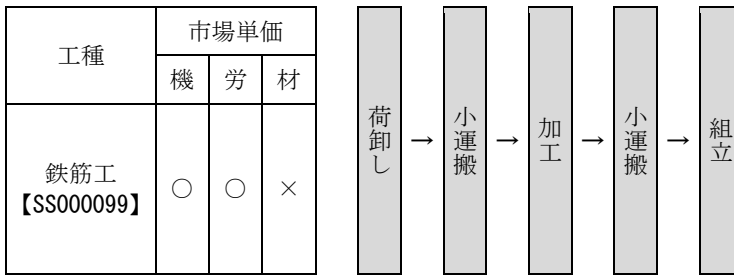 工種
市場単価
機 労 材
鉄筋工
【SS000099】
○ ○ ×
荷卸し → 小運搬 → 加工 → 小運搬 → 組立